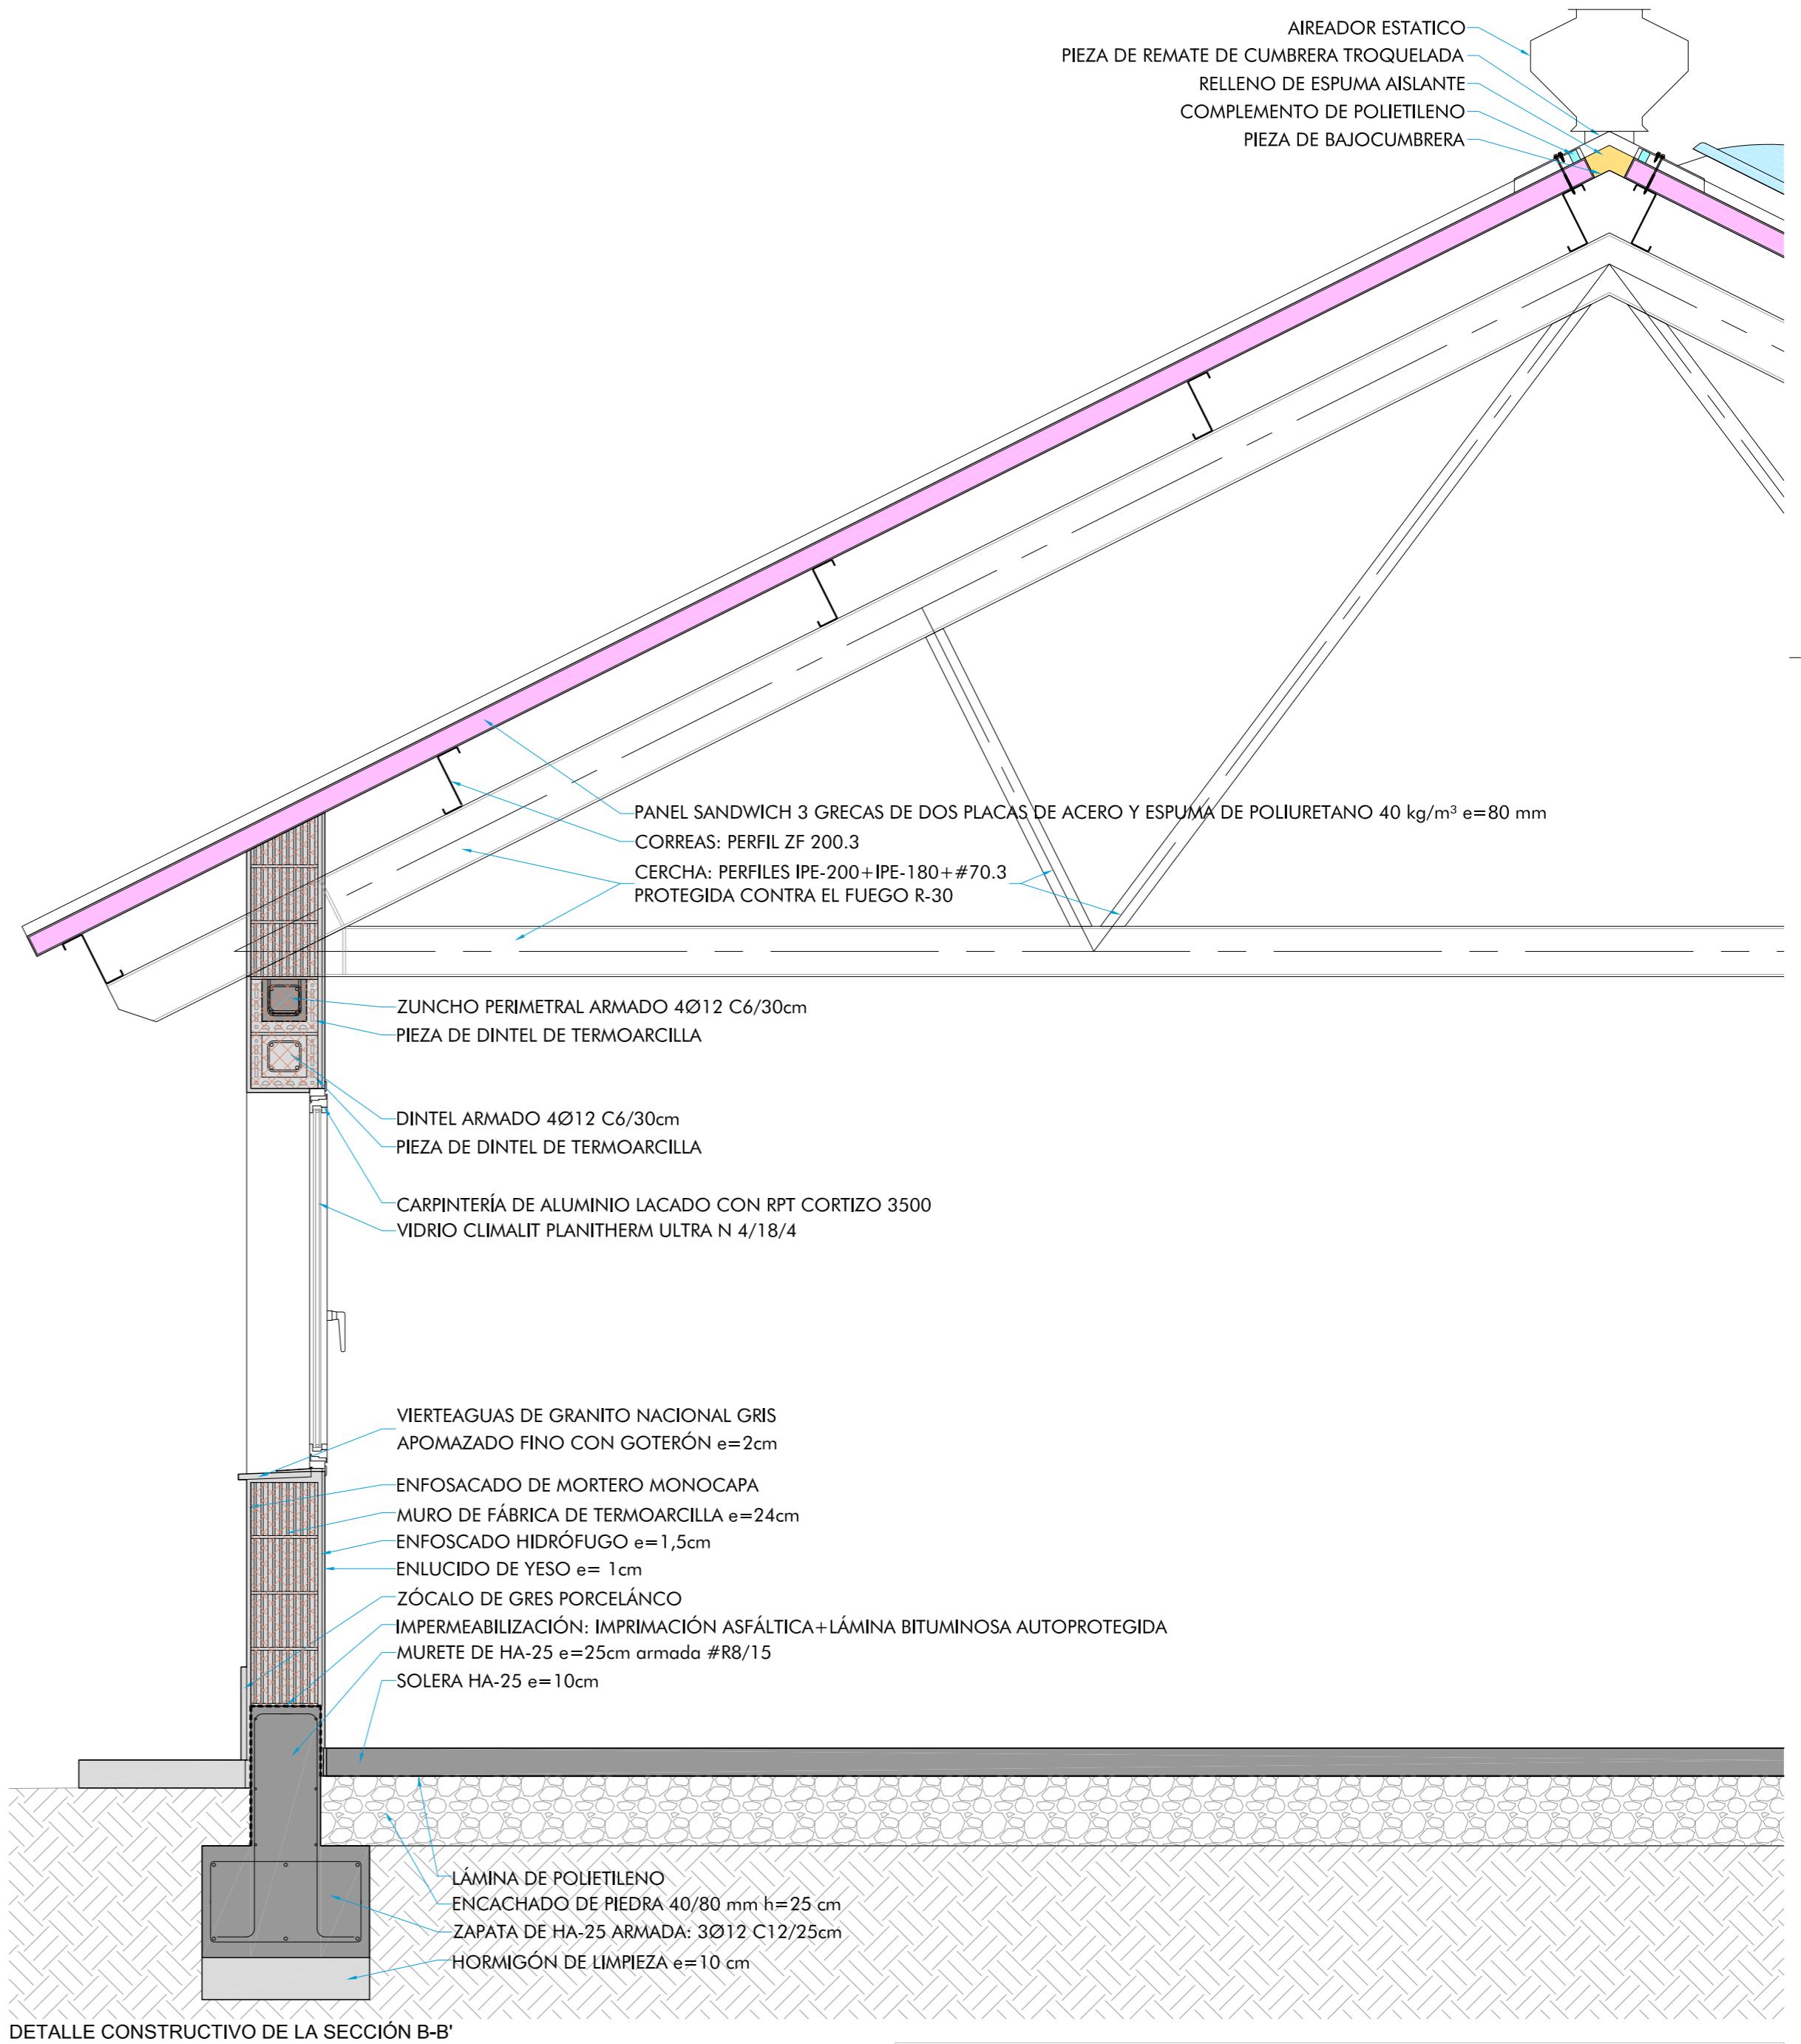 AIREADOR ESTATICO
PIEZA DE REMATE DE CUMBRERA TROQUELADA
RELLENO DE ESPUMA AISLANTE
COMPLEMENTO DE POLIETILENO
PIEZA DE BAJOCUMBRERA
PANEL SANDWICH 3 GRECAS DE DOS PLACAS DE ACERO Y ESPUMA DE POLIURETANO 40 kg/m³ e=80 mm
CORREAS: PERFIL ZF 200.3
CERCHA: PERFILES IPE-200+IPE-180+#70.3
PROTEGIDA CONTRA EL FUEGO R-30
ZUNCHO PERIMETRAL ARMADO 4Ø12 C6/30cm
PIEZA DE DINTEL DE TERMOARCILLA
DINTEL ARMADO 4Ø12 C6/30cm
PIEZA DE DINTEL DE TERMOARCILLA
CARPINTERÍA DE ALUMINIO LACADO CON RPT CORTIZO 3500
VIDRIO CLIMALIT PLANITHERM ULTRA N 4/18/4
VIERTEAGUAS DE GRANITO NACIONAL GRIS
APOMAZADO FINO CON GOTERÓN e=2cm
ENFOSACADO DE MORTERO MONOCAPA
MURO DE FÁBRICA DE TERMOARCILLA e=24cm
ENFOSCADO HIDRÓFUGO e=1,5cm
ENLUCIDO DE YESO e= 1cm
ZÓCALO DE GRES PORCELÁNCO
IMPERMEABILIZACIÓN: IMPRIMACIÓN ASFÁLTICA+LÁMINA BITUMINOSA AUTOPROTEGIDA
MURETE DE HA-25 e=25cm armada #R8/15
SOLERA HA-25 e=10cm
LÁMINA DE POLIETILENO
ENCACHADO DE PIEDRA 40/80 mm h=25 cm
ZAPATA DE HA-25 ARMADA: 3Ø12 C12/25cm
HORMIGÓN DE LIMPIEZA e=10 cm
DETALLE CONSTRUCTIVO DE LA SECCIÓN B-B'